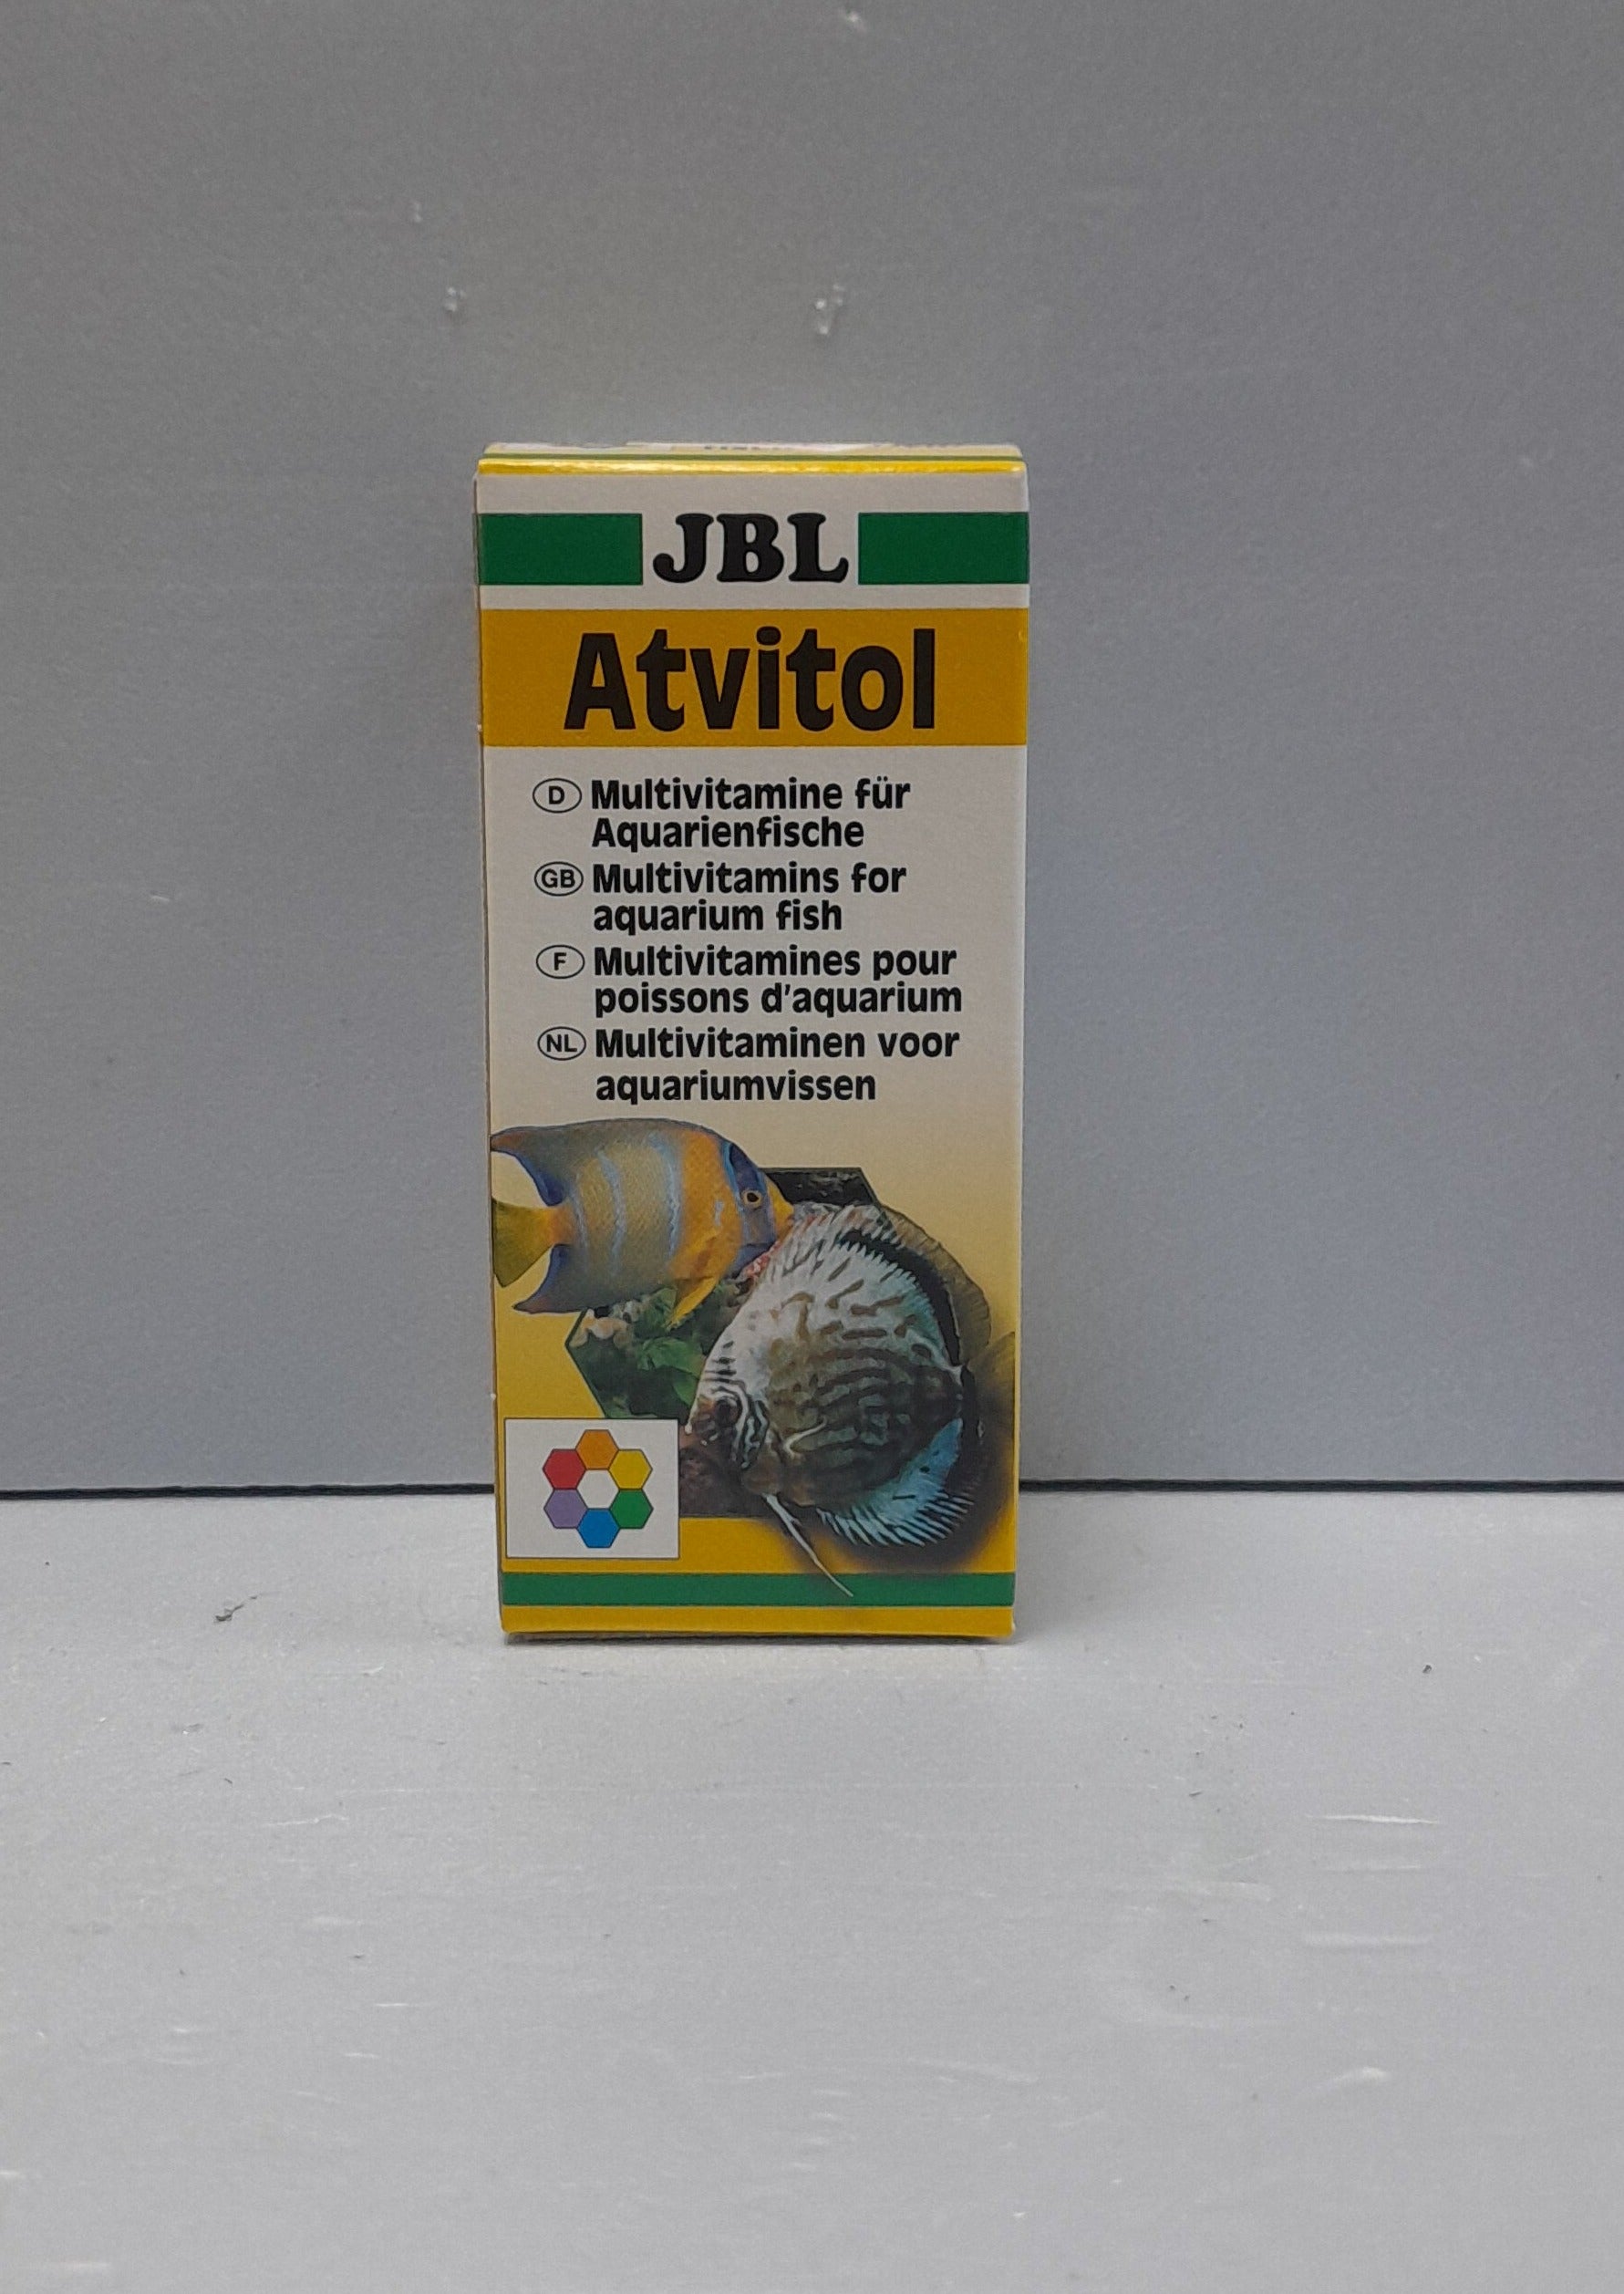 JBL
Atvitol
D Multivitamine für
Aquarienfische
GB Multivitamins for
aquarium fish
F Multivitamines pour
poissons d'aquarium
NL Multivitaminen voor
aquariumvissen